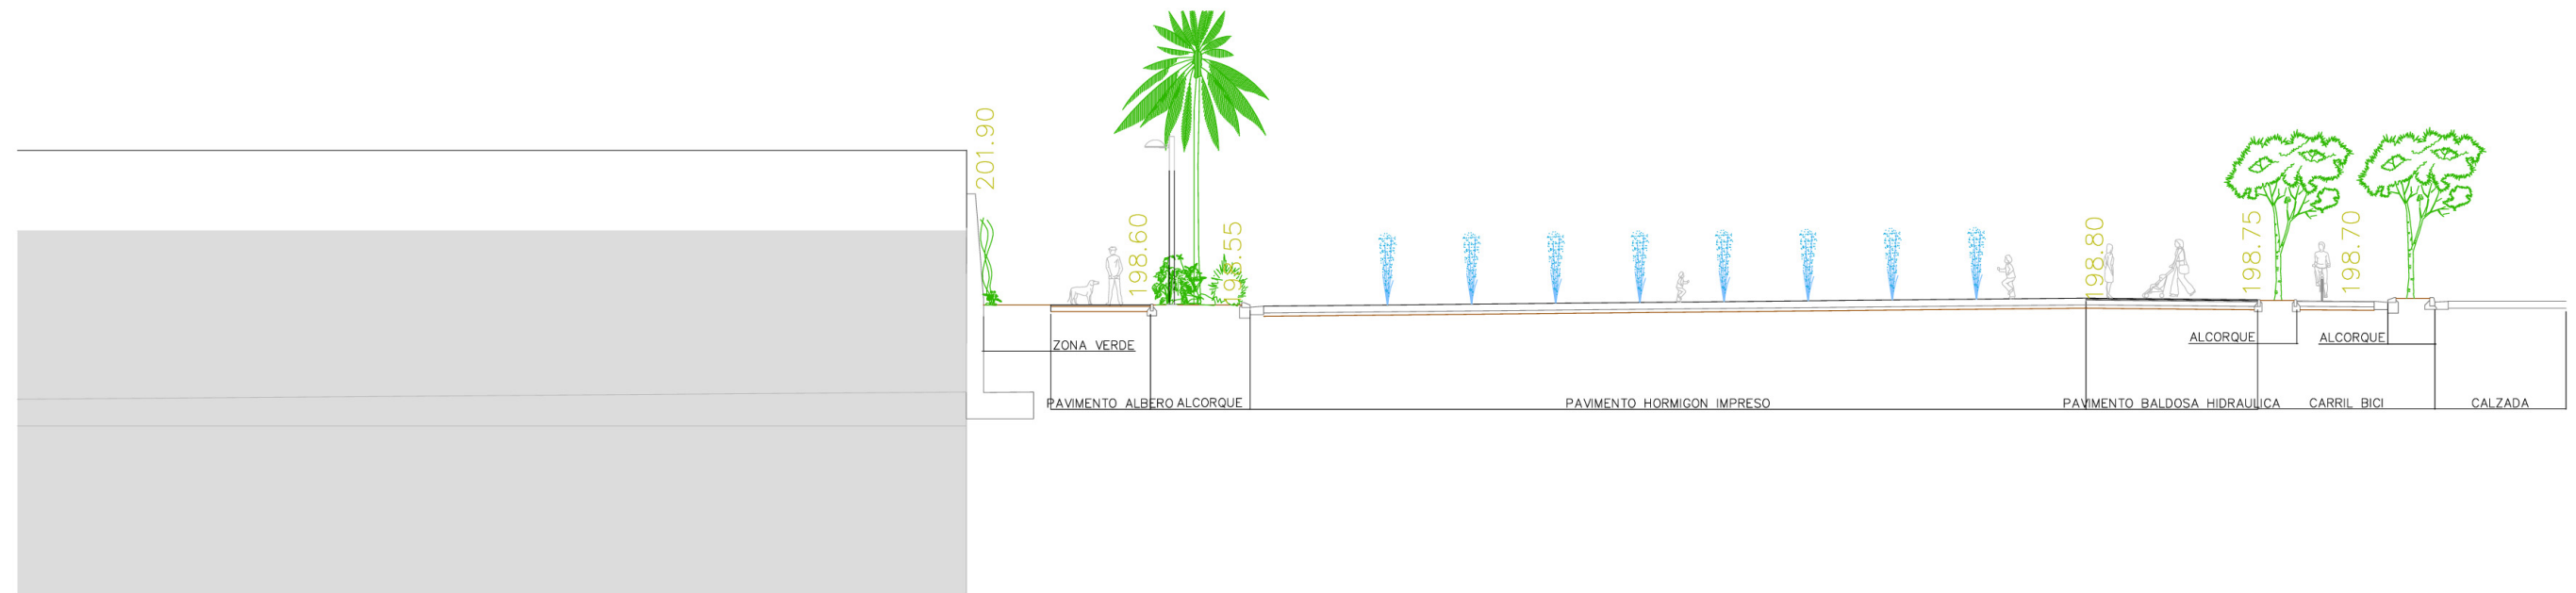 201.90
198.60
198.55
198.80
198.75
198.70
ZONA VERDE
ALCORQUE
ALCORQUE
PAVIMENTO ALBERO
ALCORQUE
PAVIMENTO HORMIGON IMPRESO
PAVIMENTO BALDOSA HIDRAULICA
CARRIL BICI
CALZADA